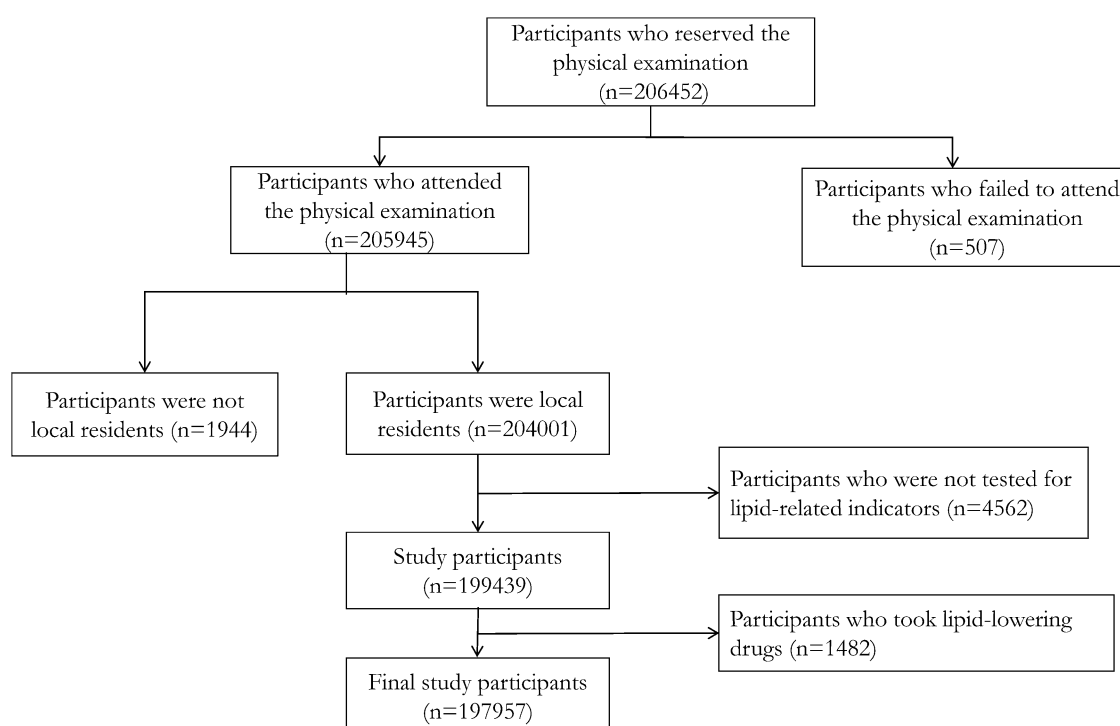 Participants who reserved the
physical examination
(n=206452)
Participants who attended
the physical examination
(n=205945)
Participants who failed to attend
the physical examination
(n=507)
Participants were not
local residents (n=1944)
Participants were local
residents (n=204001)
Participants who were not tested for
lipid-related indicators (n=4562)
Study participants
(n=199439)
Participants who took lipid-lowering
drugs (n=1482)
Final study participants
(n=197957)